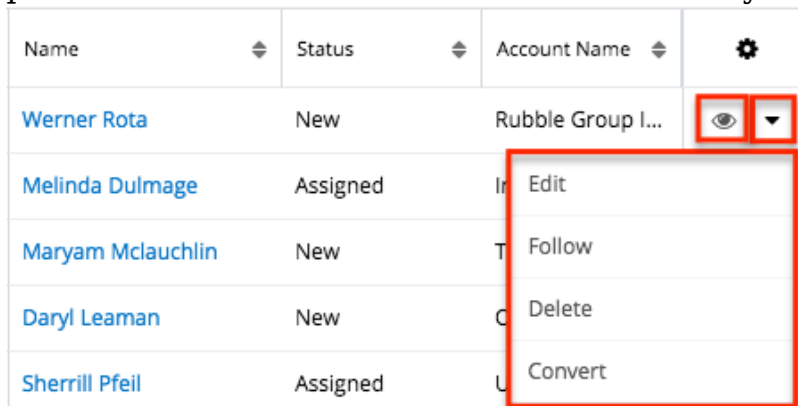 Name Status Account Name
Werner Rota New Rubble Group I...
Melinda Dulmage Assigned
Edit
Maryam Mclauchlin New T
Follow
Daryl Leaman New
Delete
Sherrill Pfeil Assigned
Convert